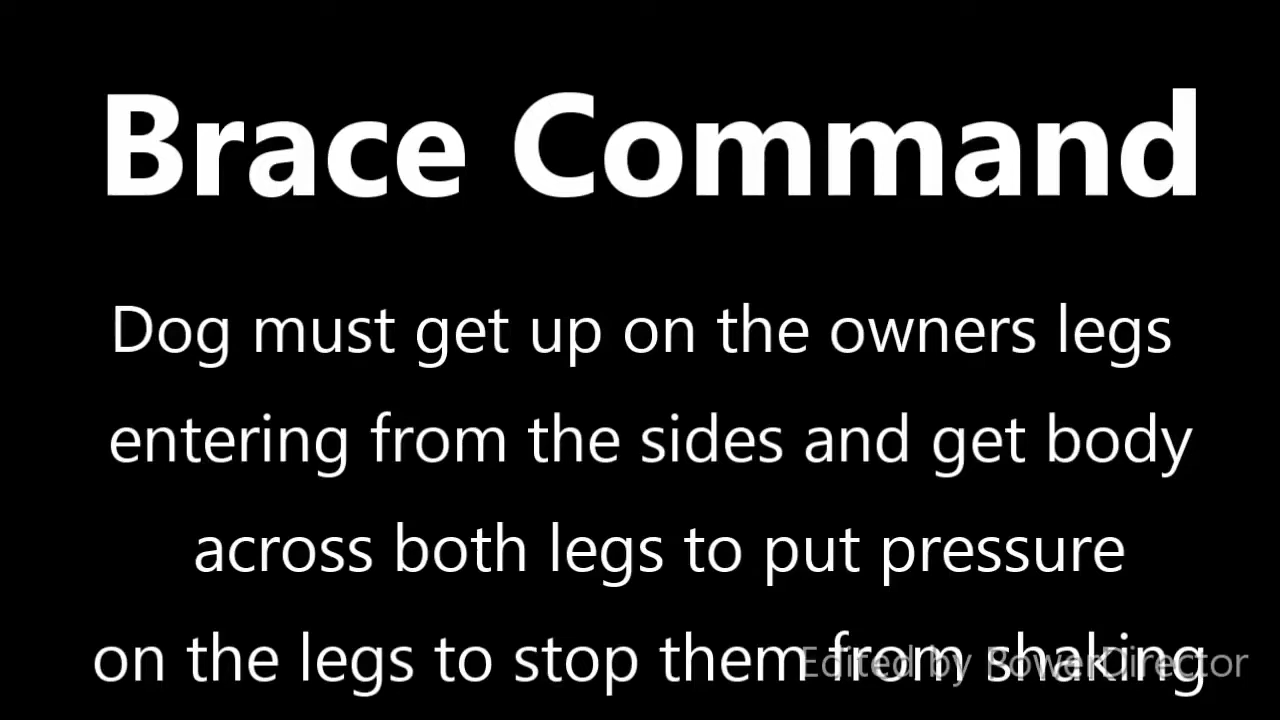 Brace Command
Dog must get up on the owners legs
entering from the sides and get body
across both legs to put pressure
on the legs to stop them from shaking
Edited by PowerDirector